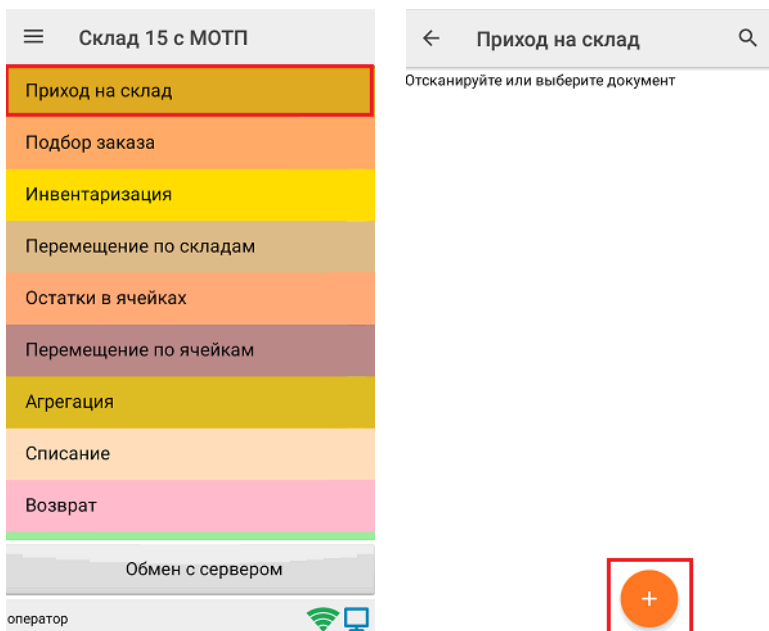 Склад 15 с МОТП
Приход на склад
Подбор заказа
Инвентаризация
Перемещение по складам
Остатки в ячейках
Перемещение по ячейкам
Агрегация
Списание
Возврат
Обмен с сервером
оператор
Приход на склад
Отсканируйте или выберите документ
+